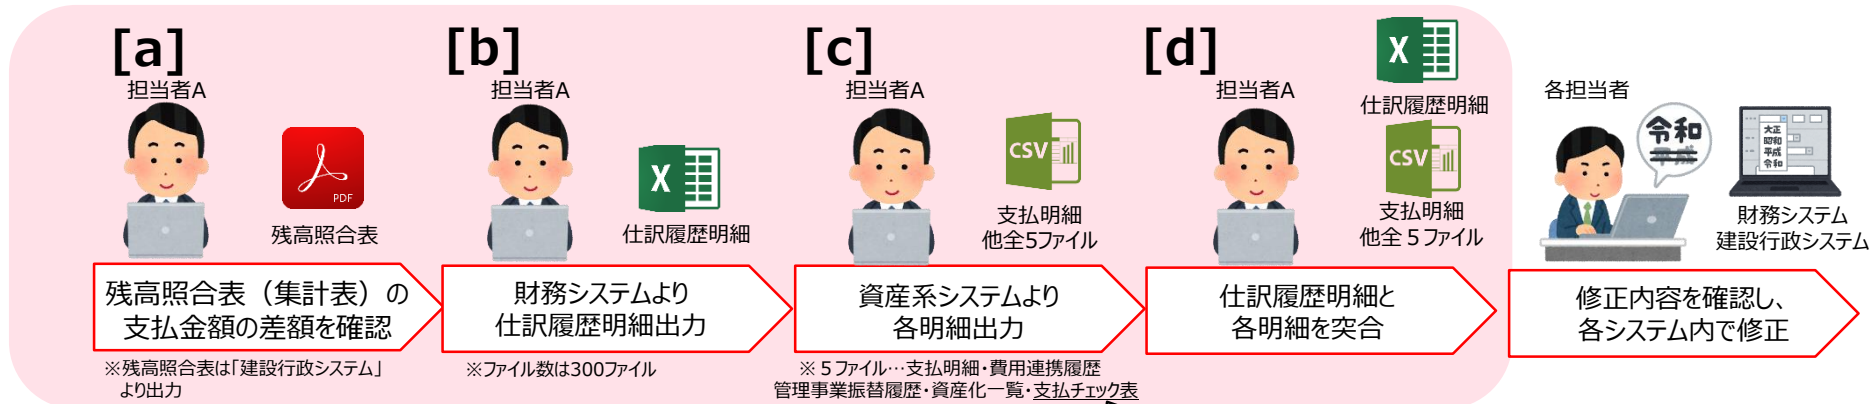 [a]
担当者A
PDF
残高照合表
残高照合表（集計表）の
支払金額の差額を確認
※残高照合表は「建設行政システム」
より出力
[b]
担当者A
X
仕訳履歴明細
財務システムより
仕訳履歴明細出力
※ファイル数は300ファイル
[c]
担当者A
CSV
支払明細
他全5ファイル
資産系システムより
各明細出力
※５ファイル…支払明細・費用連携履歴
管理事業振替履歴・資産化一覧・支払チェック表
[d]
担当者A
X
仕訳履歴明細
CSV
支払明細
他全５ファイル
仕訳履歴明細と
各明細を突合
各担当者
令和
平成
大正
昭和
平成
令和
財務システム
建設行政システム
修正内容を確認し、
各システム内で修正